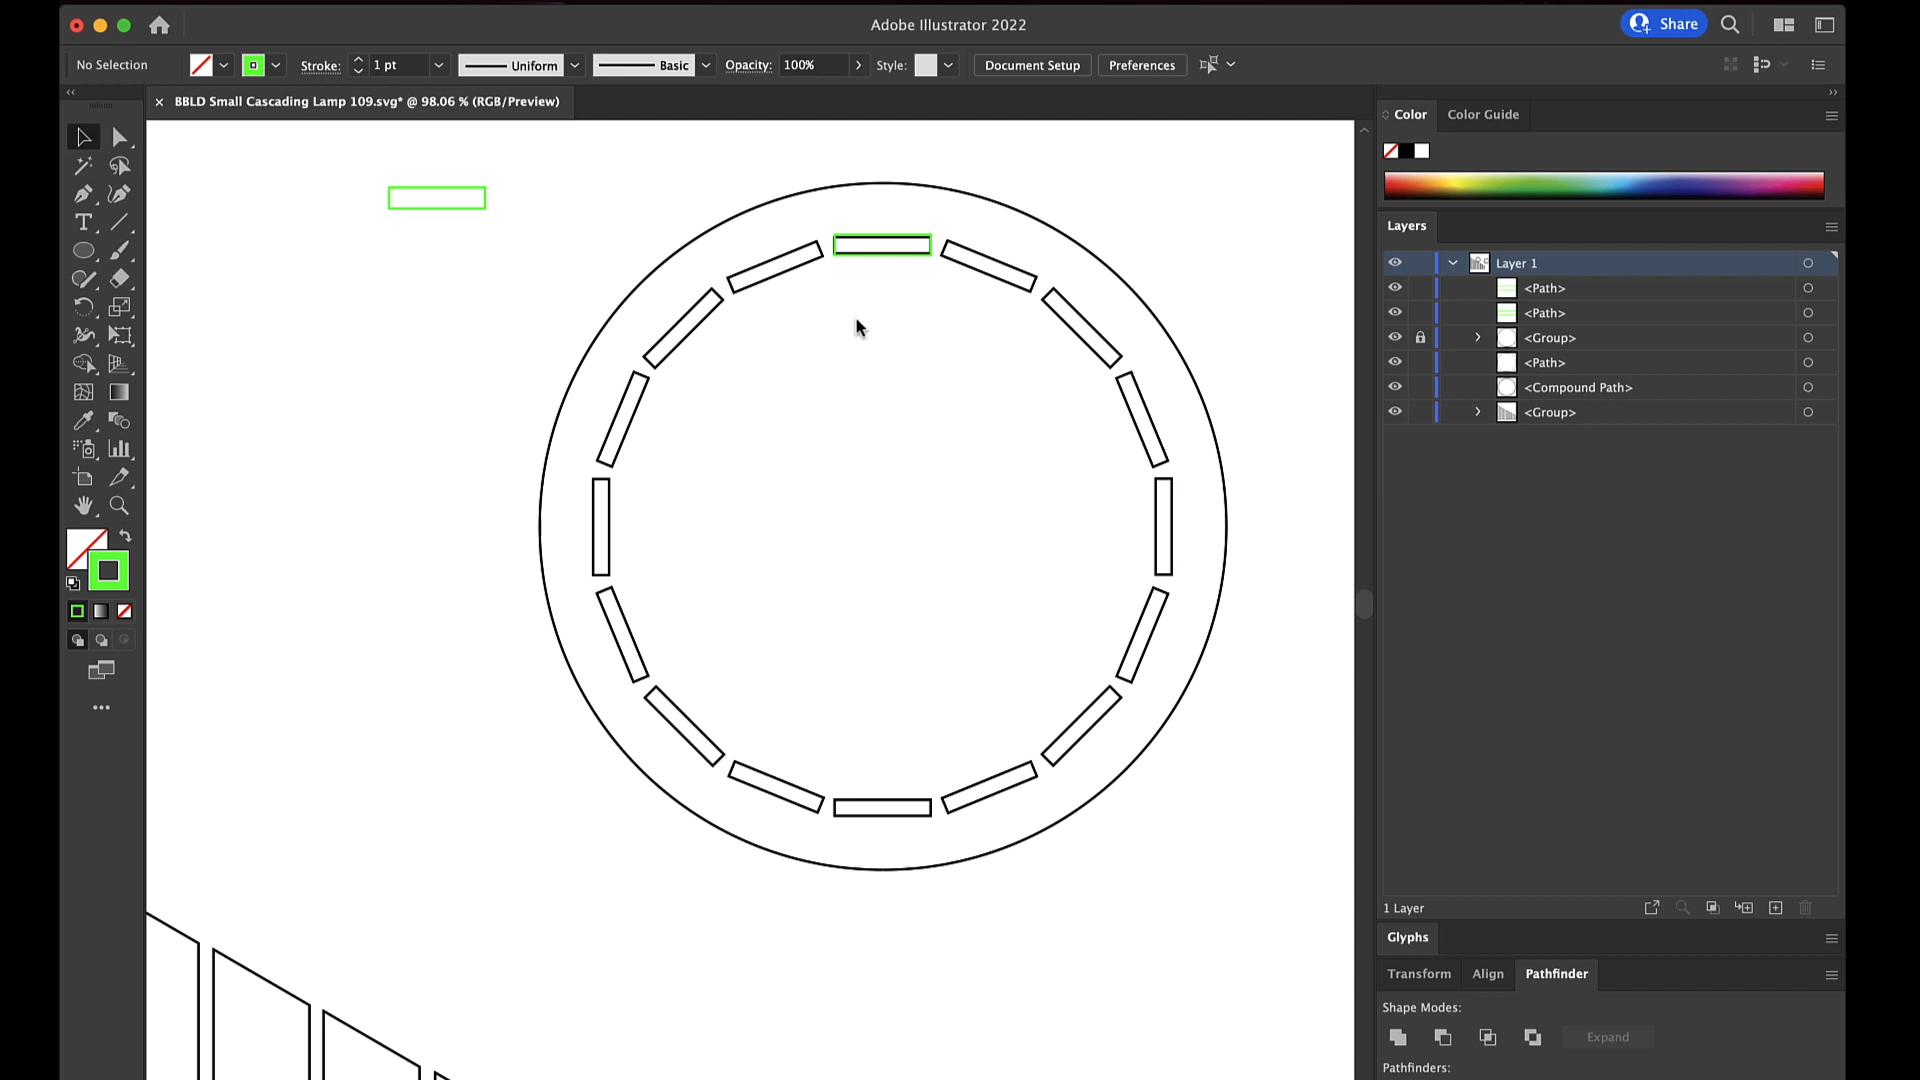 Adobe Illustrator 2022
Share
No Selection
Stroke:
1 pt
Uniform
Basic
Opacity:
100%
Style:
Document Setup
Preferences
BBLD Small Cascading Lamp 109.svg* @ 98.06 % (RGB/Preview)
Color
Color Guide
Layers
Layer 1
<Path>
<Path>
<Group>
<Path>
<Compound Path>
<Group>
1 Layer
Glyphs
Transform
Align
Pathfinder
Shape Modes:
Expand
Pathfinders: